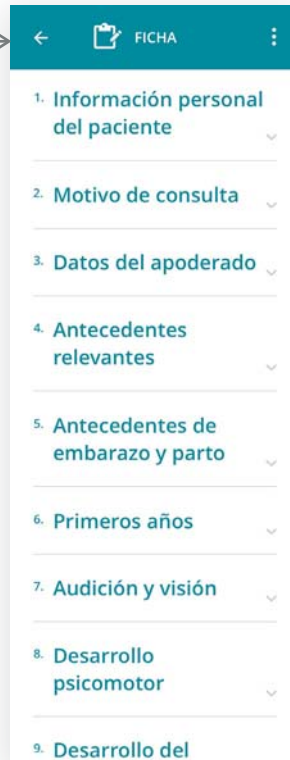 FICHA
1. Información personal
del paciente
2. Motivo de consulta
3. Datos del apoderado
4. Antecedentes
relevantes
5. Antecedentes de
embarazo y parto
6. Primeros años
7. Audición y visión
8. Desarrollo
psicomotor
9. Desarrollo del